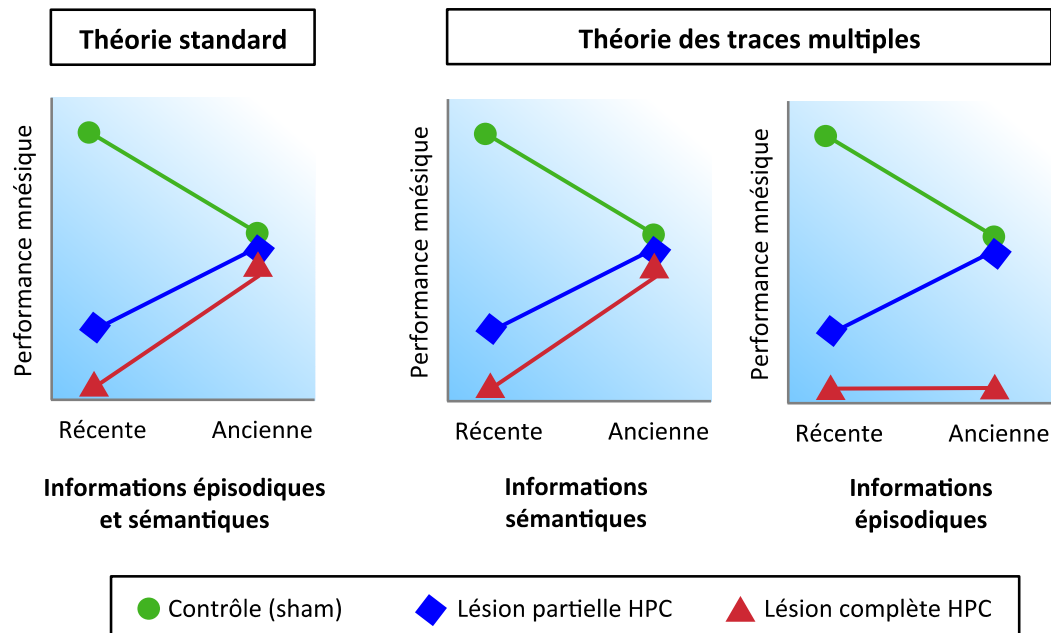 Théorie standard
Théorie des traces multiples
Performance mnésique
Récente
Ancienne
Informations épisodiques
et sémantiques
Performance mnésique
Récente
Ancienne
Informations
sémantiques
Performance mnésique
Récente
Ancienne
Informations
épisodiques
Contrôle (sham)
Lésion partielle HPC
Lésion complète HPC